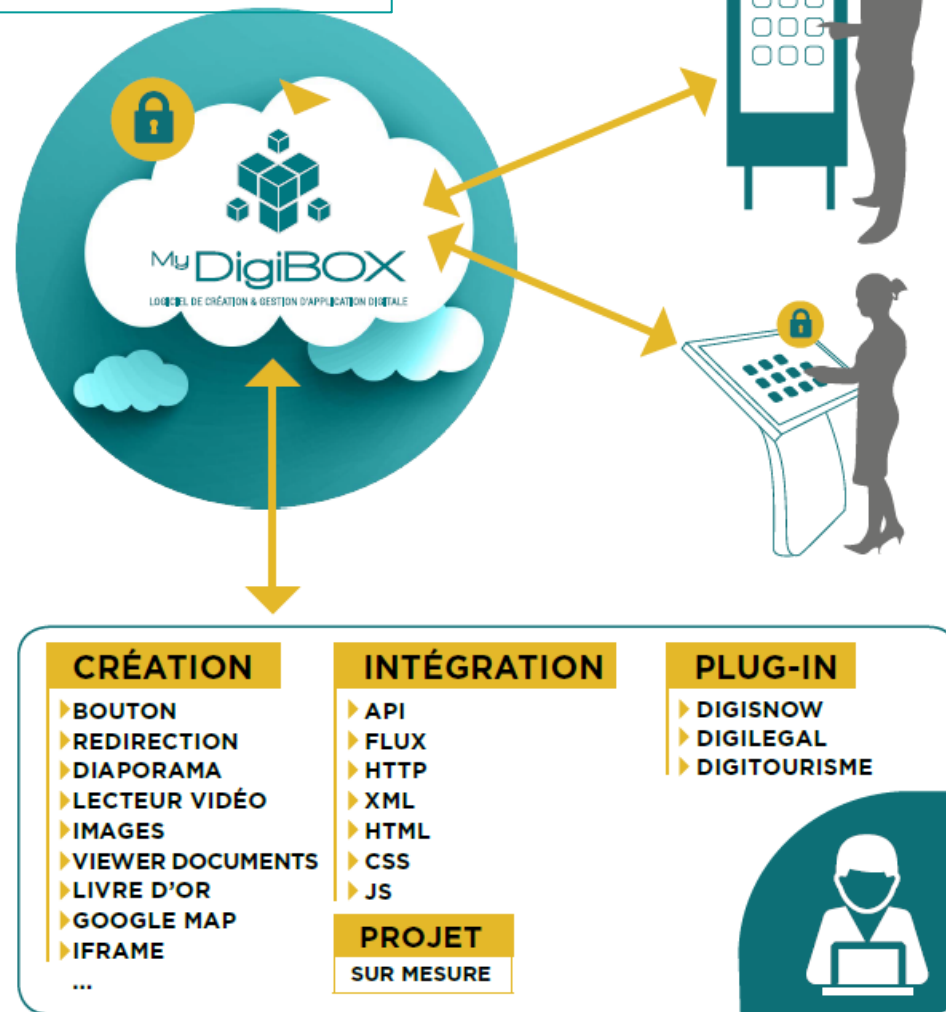 My DigiBOX
LOGICIEL DE CRÉATION & GESTION D'APPLICATION DIGITALE
CRÉATION
BOUTON
REDIRECTION
DIAPORAMA
LECTEUR VIDÉO
IMAGES
VIEWER DOCUMENTS
LIVRE D'OR
GOOGLE MAP
IFRAME
...
INTÉGRATION
API
FLUX
HTTP
XML
HTML
CSS
JS
PROJET
SUR MESURE
PLUG-IN
DIGISNOW
DIGILEGAL
DIGITOURISME